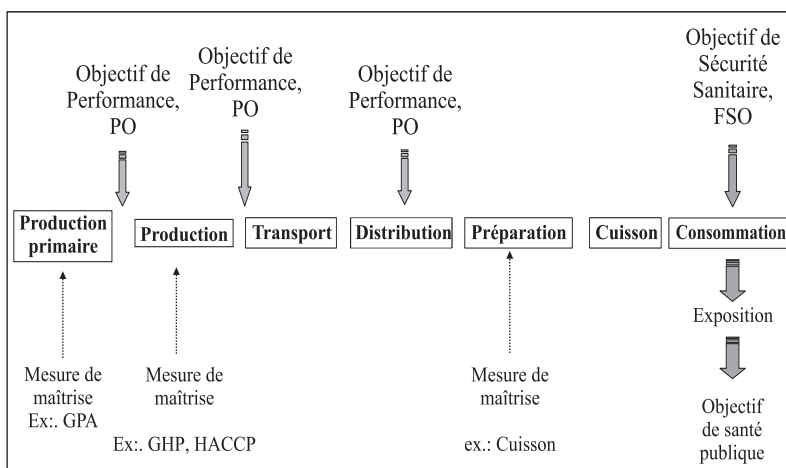 Objectif de
Performance,
PO
Objectif de
Performance,
PO
Objectif de
Performance,
PO
Objectif de
Sécurité
Sanitaire,
FSO
Production
primaire
Production
Transport
Distribution
Préparation
Cuisson
Consommation
Mesure de
maîtrise
Ex:. GPA
Mesure de
maîtrise
Ex:. GHP, HACCP
Mesure de
maîtrise
ex.: Cuisson
Exposition
Objectif
de santé
publique